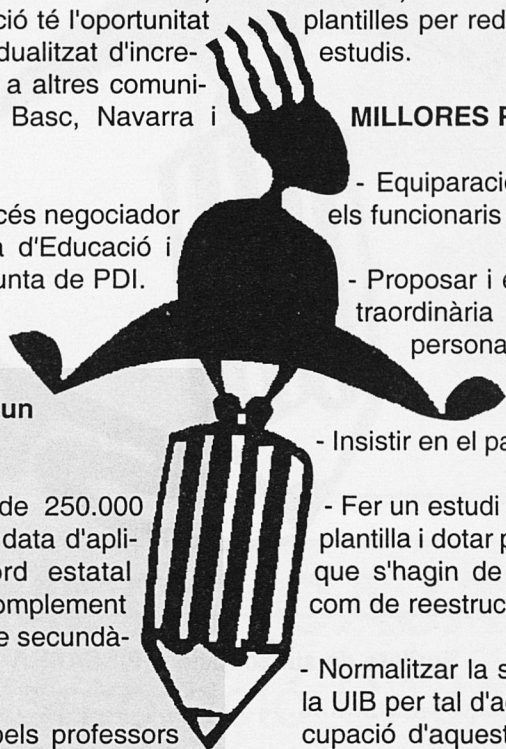 ció té l'oportunitat
dualitzat d'incre-
a altres comuni-
Basc, Navarra i
cés negociador
a d'Educació i
unta de PDI.
un
de 250.000
data d'apli-
rd estatal
omplement
e secundà-
pels professors
plantilles per red
estudis.
MILLORES P
- Equiparació
els funcionaris
- Proposar i e
traordinària
persona
- Insistir en el pa
- Fer un estudi
plantilla i dotar p
que s'hagin de
com de reestruc
- Normalitzar la s
la UIB per tal d'a
cupació d'aquest